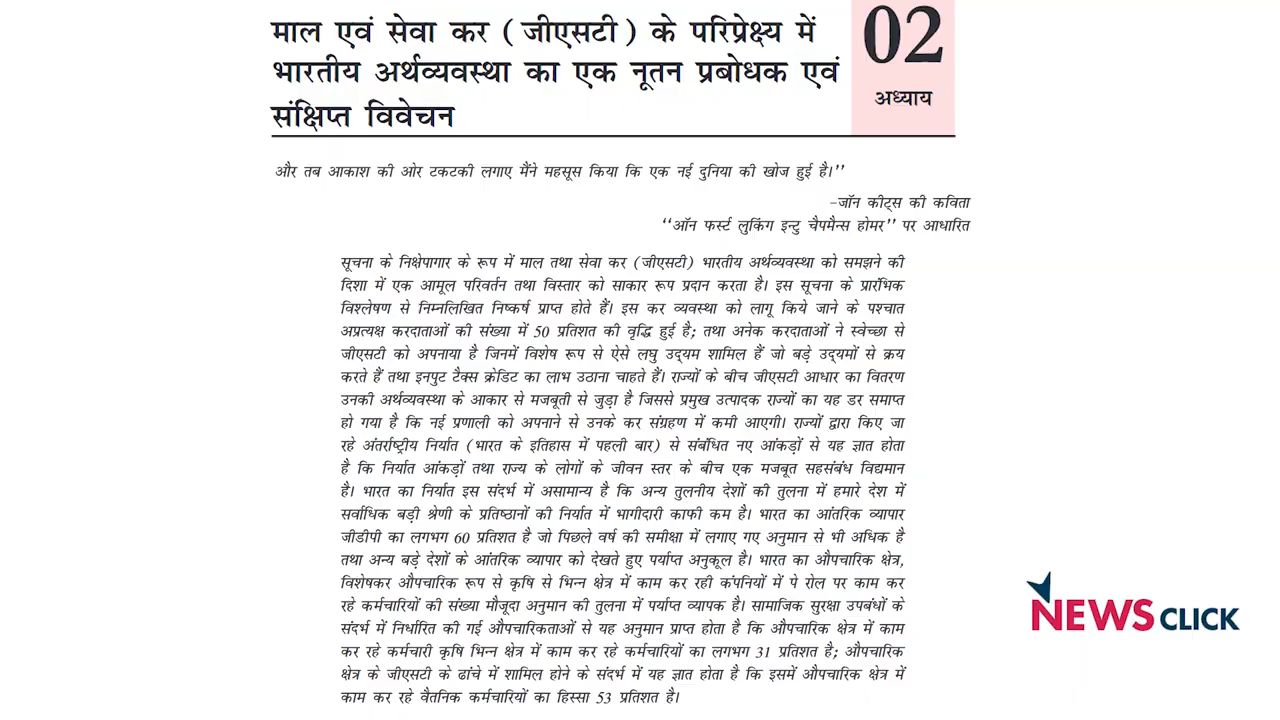 माल एवं सेवा कर ( जीएसटी ) के परिप्रेक्ष्य में
भारतीय अर्थव्यवस्था का एक नूतन प्रबोधक एवं
संक्षिप्त विवेचन
02
अध्याय
और तब आकाश की ओर टकटकी लगाए मैंने महसूस किया कि एक नई दुनिया की खोज हुई है।’’
-जॉन कीट्स की कविता
‘‘ऑन फर्स्ट लुकिंग इन्टु चैपमैन्स होमर’’ पर आधारित
सूचना के निक्षेपागार के रूप में माल तथा सेवा कर (जीएसटी) भारतीय अर्थव्यवस्था को समझने की
दिशा में एक आमूल परिवर्तन तथा विस्तार को साकार रूप प्रदान करता है। इस सूचना के प्रारंभिक
विश्लेषण से निम्नलिखित निष्कर्ष प्राप्त होते हैं। इस कर व्यवस्था को लागू किये जाने के पश्चात
अप्रत्यक्ष करदाताओं की संख्या में 50 प्रतिशत की वृद्धि हुई है; तथा अनेक करदाताओं ने स्वेच्छा से
जीएसटी को अपनाया है जिनमें विशेष रूप से ऐसे लघु उद्यम शामिल हैं जो बड़े उद्यमों से क्रय
करते हैं तथा इनपुट टैक्स क्रेडिट का लाभ उठाना चाहते हैं। राज्यों के बीच जीएसटी आधार का वितरण
उनकी अर्थव्यवस्था के आकार से मजबूती से जुड़ा है जिससे प्रमुख उत्पादक राज्यों का यह डर समाप्त
हो गया है कि नई प्रणाली को अपनाने से उनके कर संग्रहण में कमी आएगी। राज्यों द्वारा किए जा
रहे अंतर्राष्ट्रीय निर्यात (भारत के इतिहास में पहली बार) से संबंधित नए आंकड़ों से यह ज्ञात होता
है कि निर्यात आंकड़ों तथा राज्य के लोगों के जीवन स्तर के बीच एक मजबूत सहसंबंध विद्यमान
है। भारत का निर्यात इस संदर्भ में असामान्य है कि अन्य तुलनीय देशों की तुलना में हमारे देश में
सर्वाधिक बड़ी श्रेणी के प्रतिष्ठानों की निर्यात में भागीदारी काफी कम है। भारत का आंतरिक व्यापार
जीडीपी का लगभग 60 प्रतिशत है जो पिछले वर्ष की समीक्षा में लगाए गए अनुमान से भी अधिक है
तथा अन्य बड़े देशों के आंतरिक व्यापार को देखते हुए पर्याप्त अनुकूल है। भारत का औपचारिक क्षेत्र,
विशेषकर औपचारिक रूप से कृषि से भिन्न क्षेत्र में काम कर रही कंपनियों में पे रोल पर काम कर
रहे कर्मचारियों की संख्या मौजूदा अनुमान की तुलना में पर्याप्त व्यापक है। सामाजिक सुरक्षा उपबंधों के
संदर्भ में निर्धारित की गई औपचारिकताओं से यह अनुमान प्राप्त होता है कि औपचारिक क्षेत्र में काम
कर रहे कर्मचारी कृषि भिन्न क्षेत्र में काम कर रहे कर्मचारियों का लगभग 31 प्रतिशत है; औपचारिक
क्षेत्र के जीएसटी के ढांचे में शामिल होने के संदर्भ में यह ज्ञात होता है कि इसमें औपचारिक क्षेत्र में
काम कर रहे वैतनिक कर्मचारियों का हिस्सा 53 प्रतिशत है।
NEWSCLICK